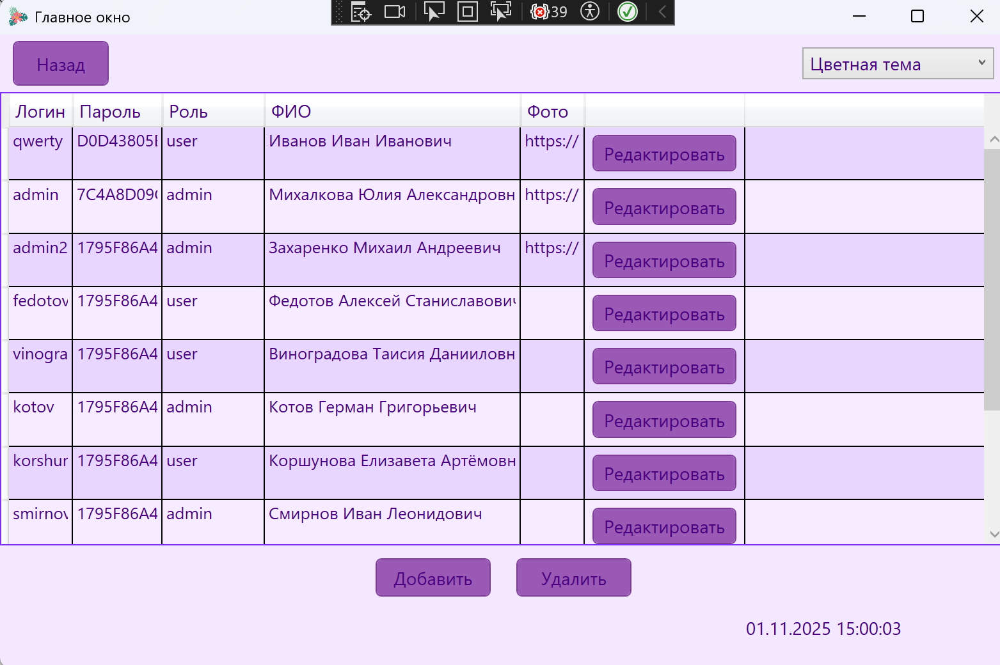 Главное окно
39
Назад
Цветная тема
Логин Пароль Роль ФИО Фото
qwerty D0D43805 user Иванов Иван Иванович https:// Редактировать
admin 7C4A8D09 admin Михалкова Юлия Александровн https:// Редактировать
admin2 1795F86A4 admin Захаренко Михаил Андреевич https:// Редактировать
fedotov 1795F86A4 user Федотов Алексей Станиславович Редактировать
vinogra 1795F86A4 user Виноградова Таисия Данииловн Редактировать
kotov 1795F86A4 admin Котов Герман Григорьевич Редактировать
korshun 1795F86A4 user Коршунова Елизавета Артёмовн Редактировать
smirnov 1795F86A4 admin Смирнов Иван Леонидович Редактировать
Добавить Удалить
01.11.2025 15:00:03